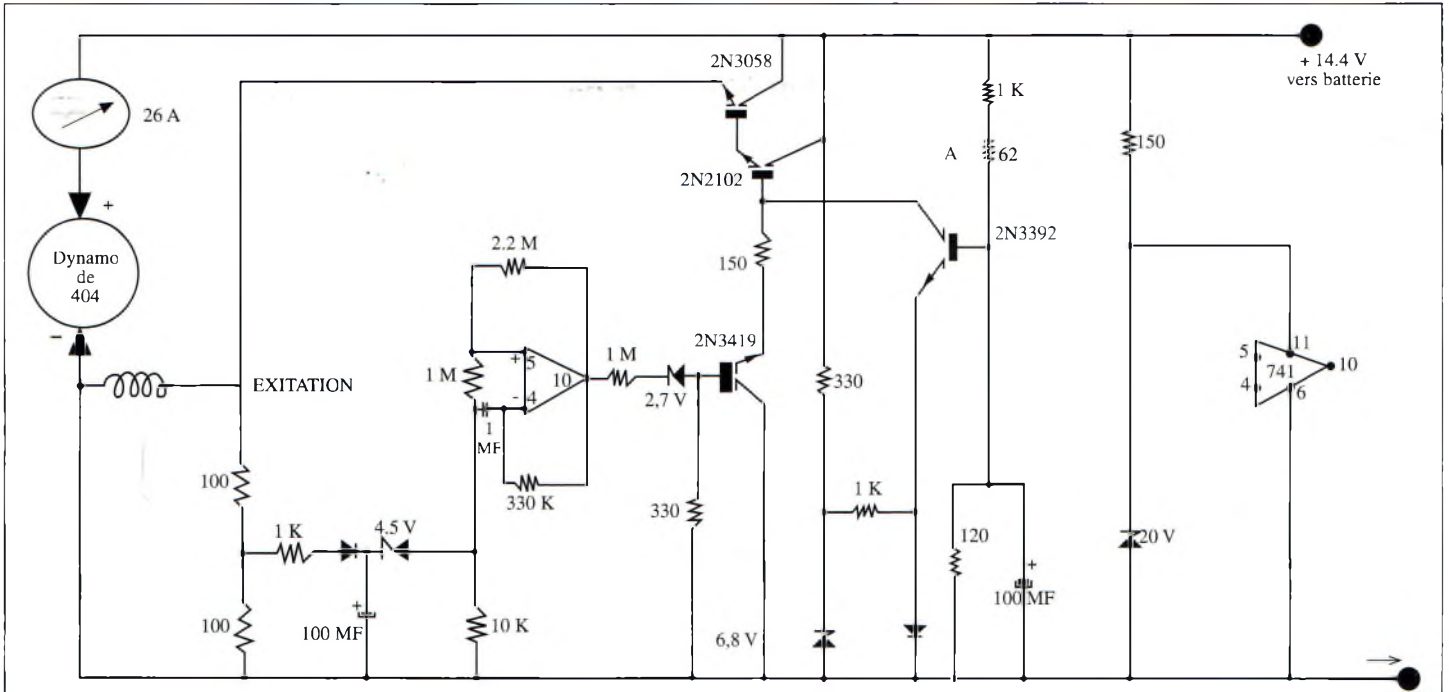 2N3058
+ 14.4 V
vers batterie
26 A
1 K
150
A
62
2N2102
+
2N3392
Dynamo
de
404
2.2 M
150
-
2N3419
11
5
741
10
4
6
+
5
1 M
10
1 M
1 M
-
4
2,7 V
330
EXITATION
1
MF
100
330 K
330
1 K
1 K
4.5 V
120
20 V
+
100 MF
+
100
100 MF
10 K
6,8 V